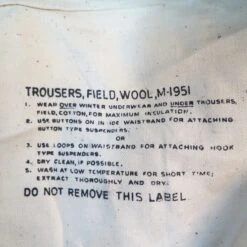 TROUSERS, FIELD, WOOL, M-1951
1. WEAR OVER WINTER UNDERWEAR AND UNDER TROUSERS,
FIELD, COTTON, FOR MAXIMUM INSULATION.
2. USE BUTTONS ON INSIDE WAISTBAND FOR ATTACHING
BUTTON TYPE SUSPENDERS.
OR
3. USE LOOPS ON WAISTBAND FOR ATTACHING HOOK
TYPE SUSPENDERS.
4. DRY CLEAN, IF POSSIBLE.
5. WASH AT LOW TEMPERATURE FOR SHORT TIME;
EXTRACT THOROUGHLY AND DRY.
DO NOT REMOVE THIS LABEL